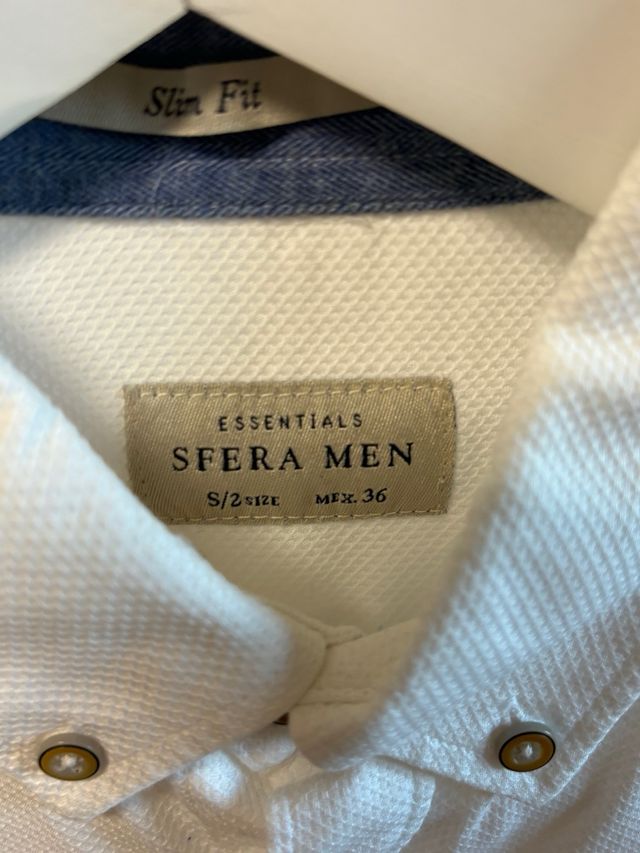 Slim Fit
ESSENTIALS
SFERA MEN
S/2 SIZE MEX. 36